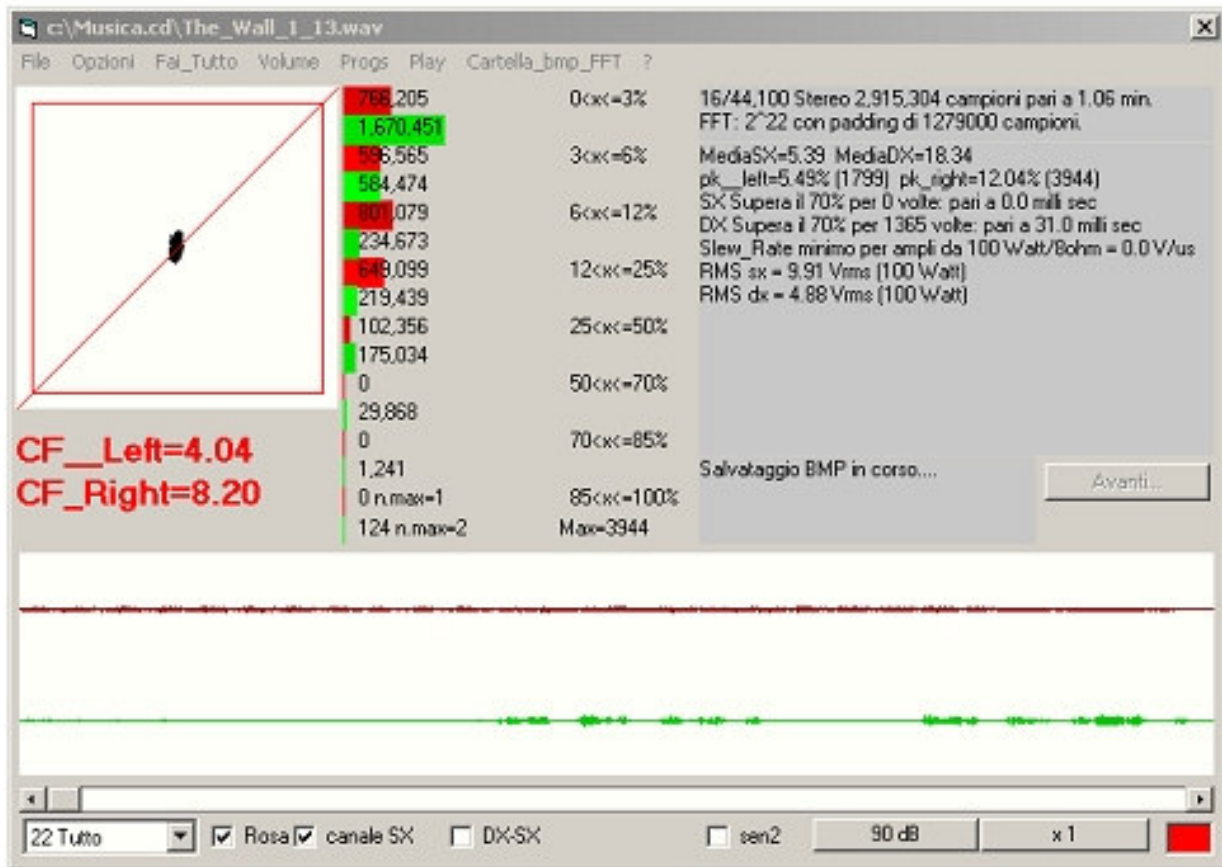 c:\Musica.cd\The_Wall_1_13.wav
File Opzioni Fai_Tutto Volume Progs Play Cartella_bmp_FFT ?
766,205 0<x<=3%
1,670,451
596,565 3<x<=6%
584,474
801,079 6<x<=12%
234,673
649,099 12<x<=25%
219,439
102,356 25<x<=50%
175,034
0 50<x<=70%
29,868
0 70<x<=85%
1,241
0 n.max=1 85<x<=100%
124 n.max=2 Max=3944
16/44,100 Stereo 2,915,304 campioni pari a 1.06 min.
FFT: 2^22 con padding di 1279000 campioni.
MediaSX=5.39 MediaDX=18.34
pk__left=5.49% (1799) pk_right=12.04% (3944)
SX Supera il 70% per 0 volte: pari a 0.0 milli sec
DX Supera il 70% per 1365 volte: pari a 31.0 milli sec
Slew_Rate minimo per ampli da 100 Watt/8ohm = 0.0 V/us
RMS sx = 9.91 Vrms (100 Watt)
RMS dx = 4.88 Vrms (100 Watt)
CF__Left=4.04
CF_Right=8.20
Salvataggio BMP in corso....
Avanti...
22 Tutto Rosa canale SX DX-SX sen2 90 dB x 1